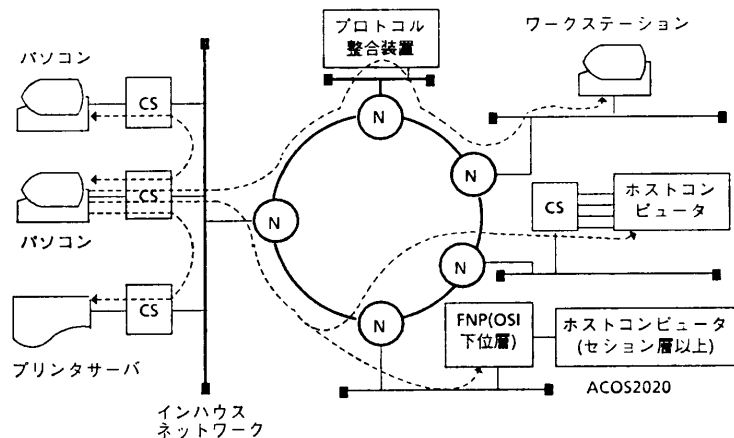 プロトコル
整合装置
ワークステーション
パソコン
CS
N
N
CS
ホストコン
ピュータ
CS
パソコン
N
N
CS
プリンタサーバ
N
FNP(OSI
下位層)
ホストコンピュータ
(セション層以上)
ACOS2020
インハウス
ネットワーク